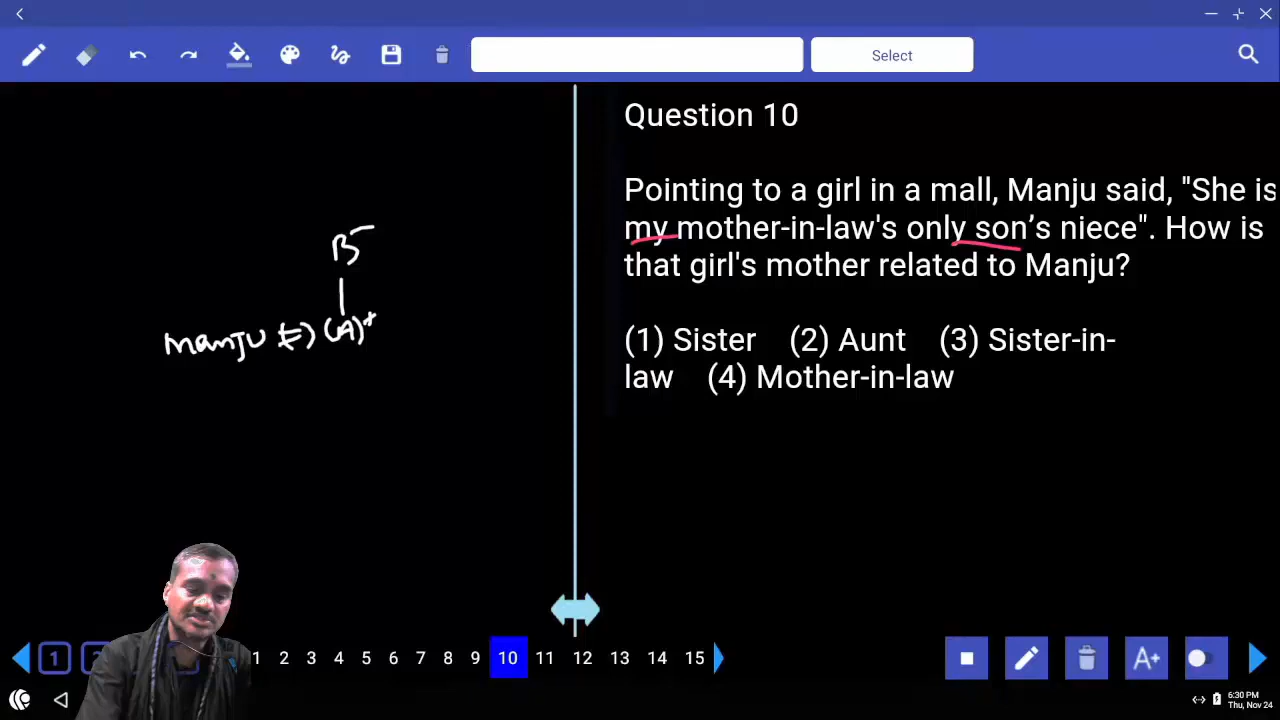 Select
Question 10
Pointing to a girl in a mall, Manju said, "She is
my mother-in-law's only son’s niece". How is
that girl's mother related to Manju?
(1) Sister (2) Aunt (3) Sister-in-
law (4) Mother-in-law
B-
manju (A)+
1 1 2 3 4 5 6 7 8 9 10 11 12 13 14 15 A+
6:30 PM
Thu, Nov 24